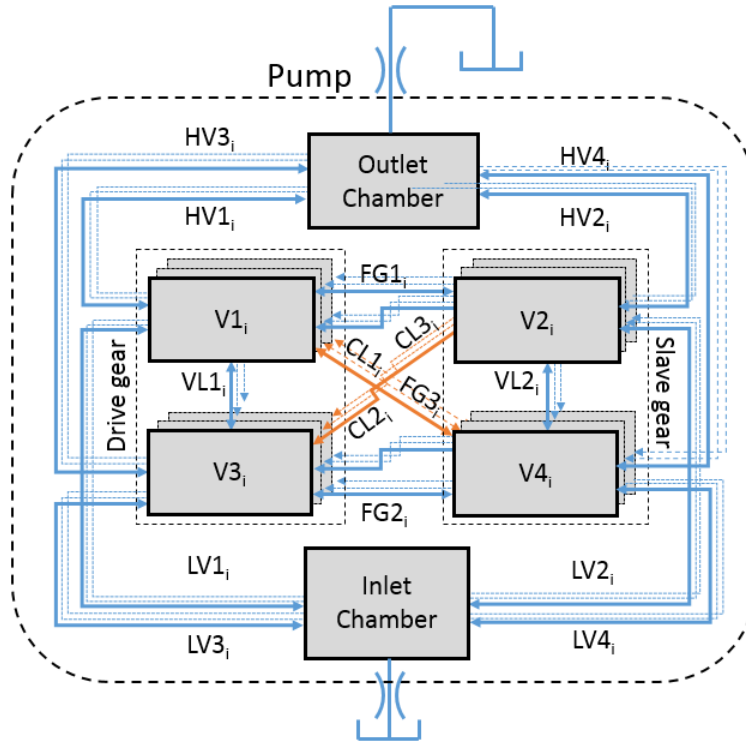 Pump
HV3i
HV4i
Outlet
Chamber
HV1i
HV2i
FG1i
V1i
V2i
CL3i
CL1i
Drive gear
VL1i
FG3i
VL2i
Slave gear
CL2i
V3i
V4i
FG2i
LV1i
LV2i
Inlet
Chamber
LV3i
LV4i